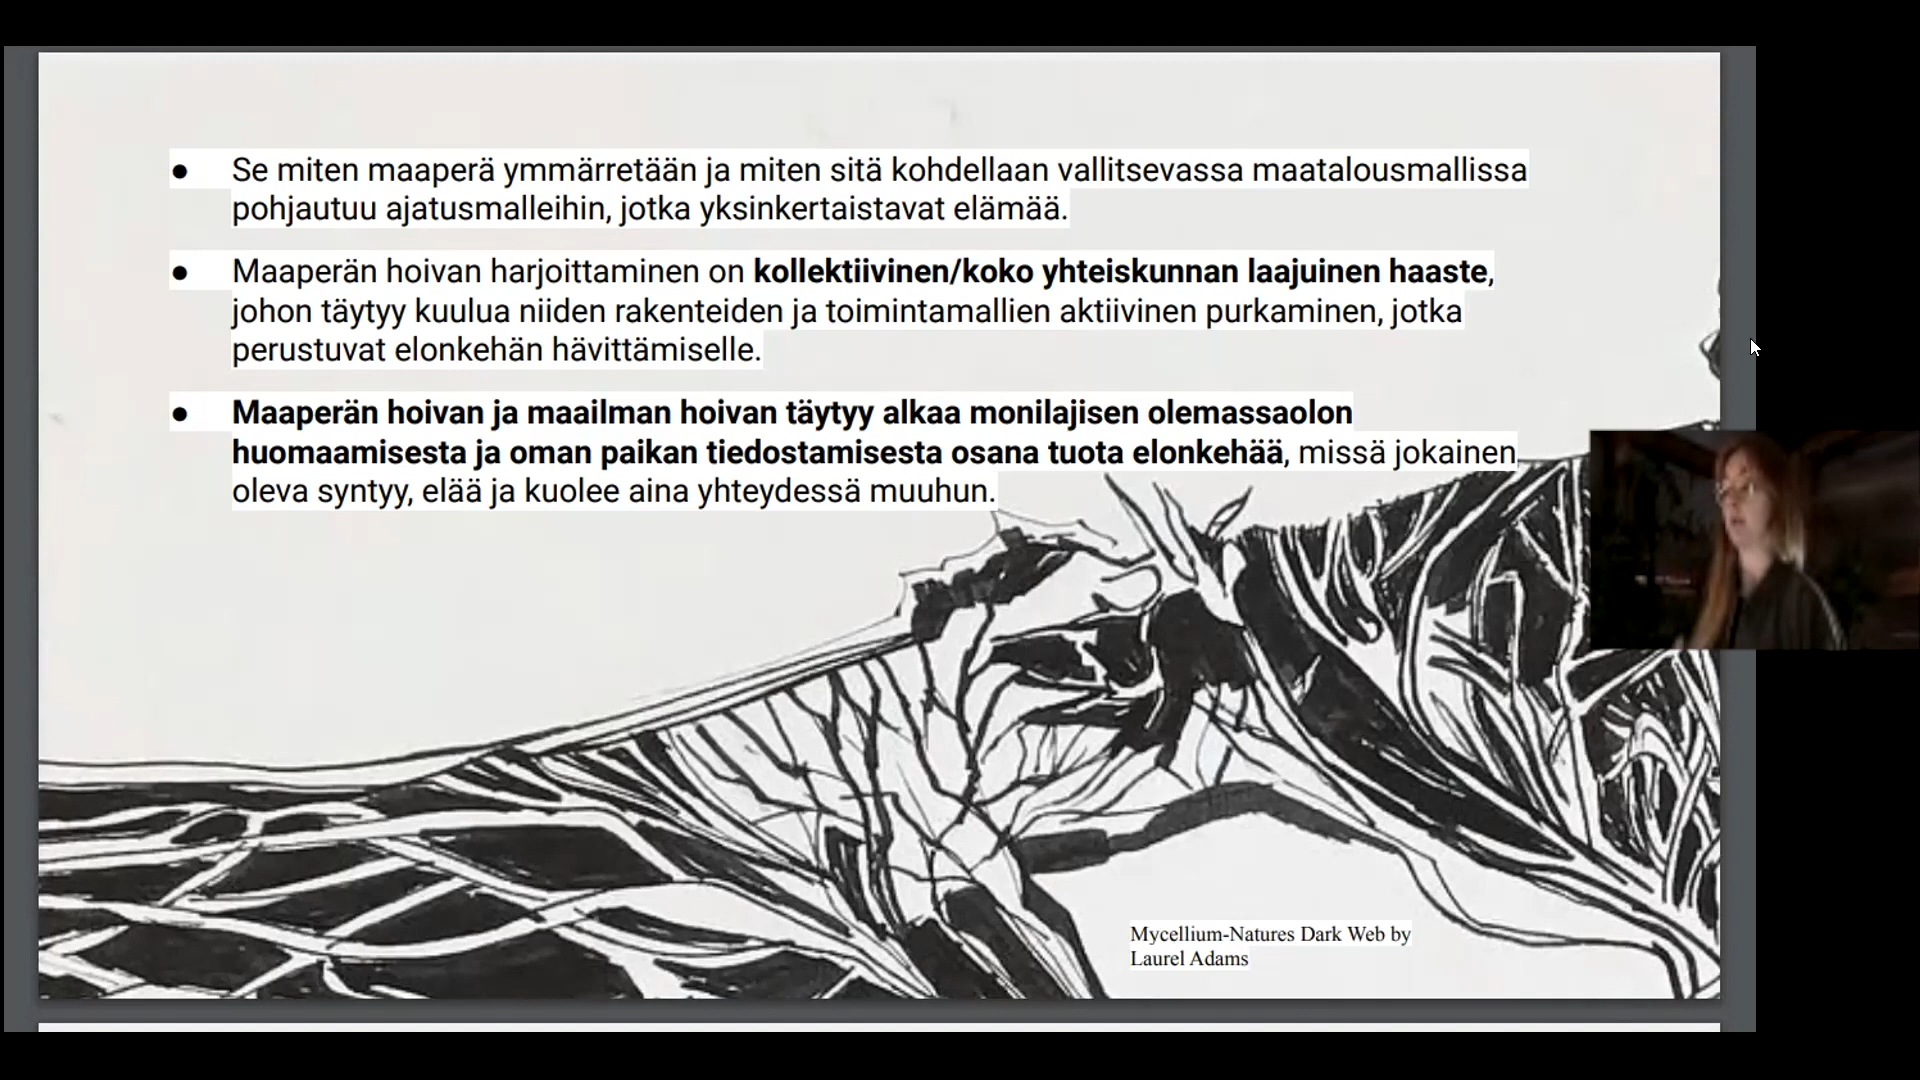 ● Se miten maaperä ymmärretään ja miten sitä kohdellaan vallitsevassa maatalousmallissa
pohjautuu ajatusmalleihin, jotka yksinkertaistavat elämää.
● Maaperän hoivan harjoittaminen on kollektiivinen/koko yhteiskunnan laajuinen haaste,
johon täytyy kuulua niiden rakenteiden ja toimintamallien aktiivinen purkaminen, jotka
perustuvat elonkehän hävittämiselle.
● Maaperän hoivan ja maailman hoivan täytyy alkaa monilajisen olemassaolon
huomaamisesta ja oman paikan tiedostamisesta osana tuota elonkehää, missä jokainen
oleva syntyy, elää ja kuolee aina yhteydessä muuhun.
Mycellium-Natures Dark Web by
Laurel Adams